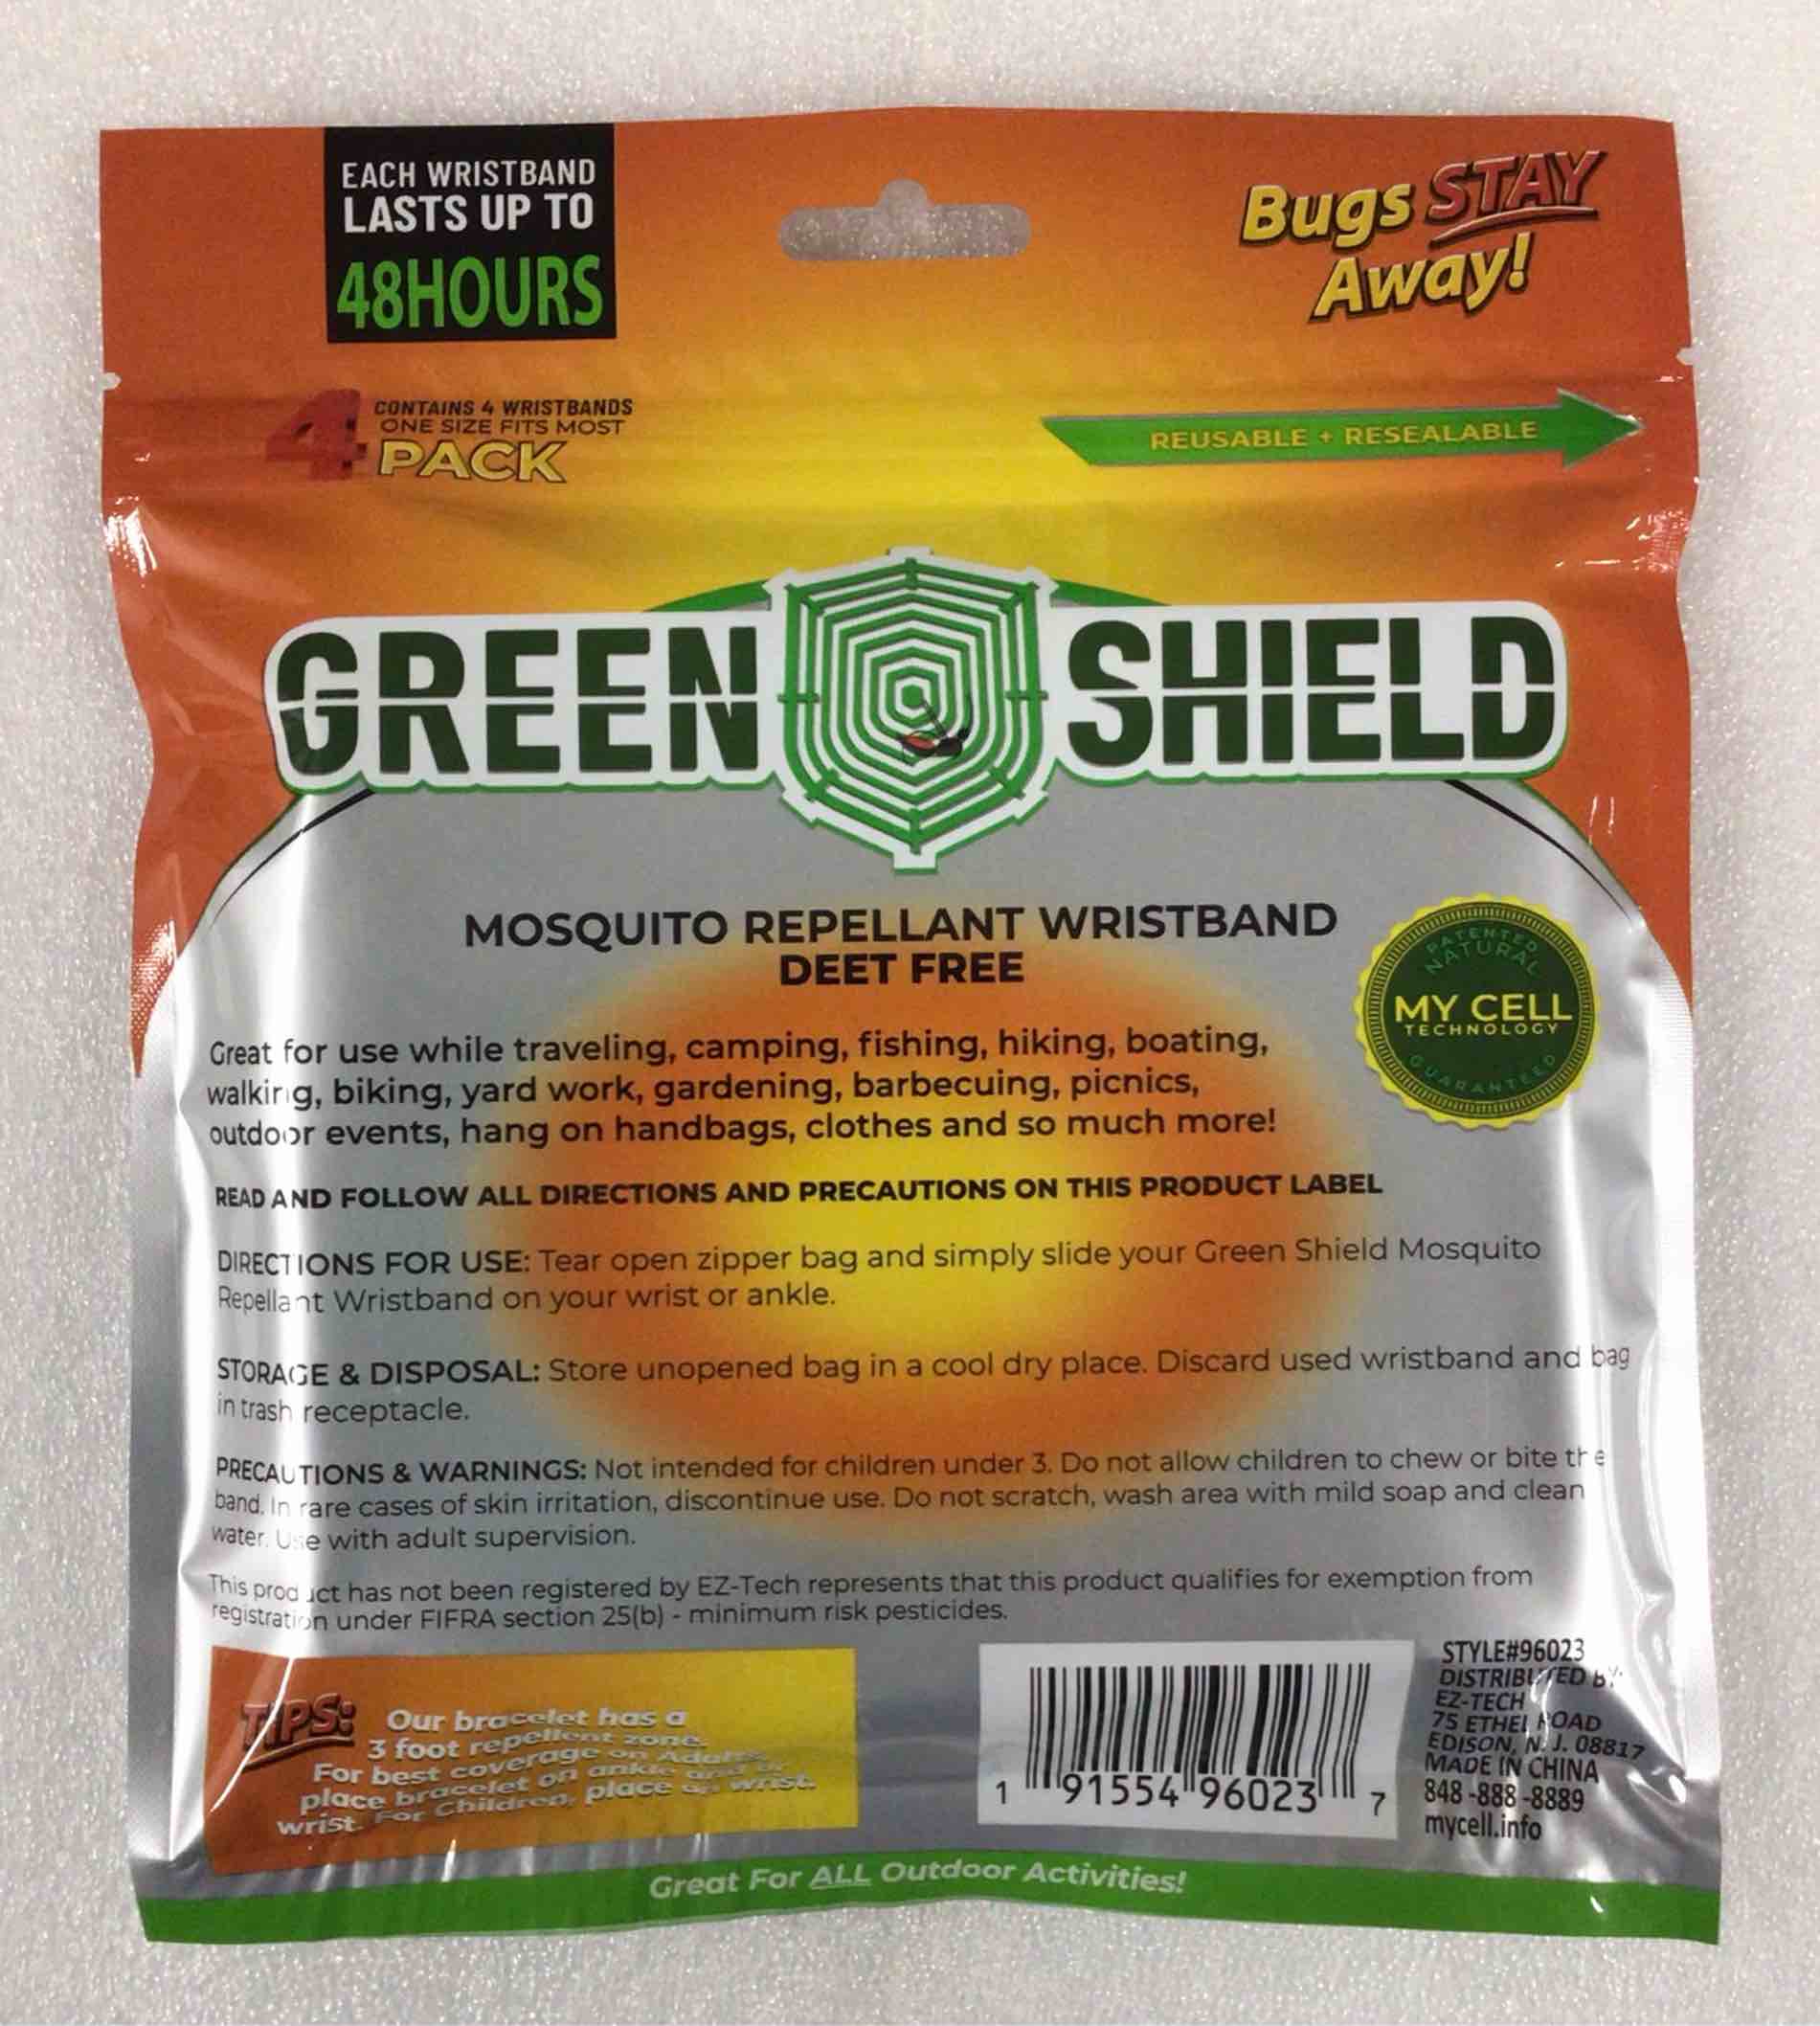 EACH WRISTBAND
LASTS UP TO
48HOURS
Bugs STAY
Away!
4
CONTAINS 4 WRISTBANDS
ONE SIZE FITS MOST
PACK
REUSABLE + RESEALABLE
GREEN SHIELD
MOSQUITO REPELLANT WRISTBAND
DEET FREE
PATENTED
NATURAL
MY CELL
TECHNOLOGY
GUARANTEED
Great for use while traveling, camping, fishing, hiking, boating,
walking, biking, yard work, gardening, barbecuing, picnics,
outdoor events, hang on handbags, clothes and so much more!
READ AND FOLLOW ALL DIRECTIONS AND PRECAUTIONS ON THIS PRODUCT LABEL
DIRECTIONS FOR USE: Tear open zipper bag and simply slide your Green Shield Mosquito
Repellant Wristband on your wrist or ankle.
STORAGE & DISPOSAL: Store unopened bag in a cool dry place. Discard used wristband and bag
in trash receptacle.
PRECAUTIONS & WARNINGS: Not intended for children under 3. Do not allow children to chew or bite the
band. In rare cases of skin irritation, discontinue use. Do not scratch, wash area with mild soap and clean
water. Use with adult supervision.
This product has not been registered by EZ-Tech represents that this product qualifies for exemption from
registration under FIFRA section 25(b) - minimum risk pesticides.
TIPS: Our bracelet has a
3 foot repellent zone.
For best coverage on Adults,
place bracelet on ankle and or
wrist. For Children, place on wrist.
1 91554 96023 7
STYLE#96023
DISTRIBUTED BY:
EZ-TECH
75 ETHEL ROAD
EDISON, N. J. 08817
MADE IN CHINA
848-888-8889
mycell.info
Great For ALL Outdoor Activities!